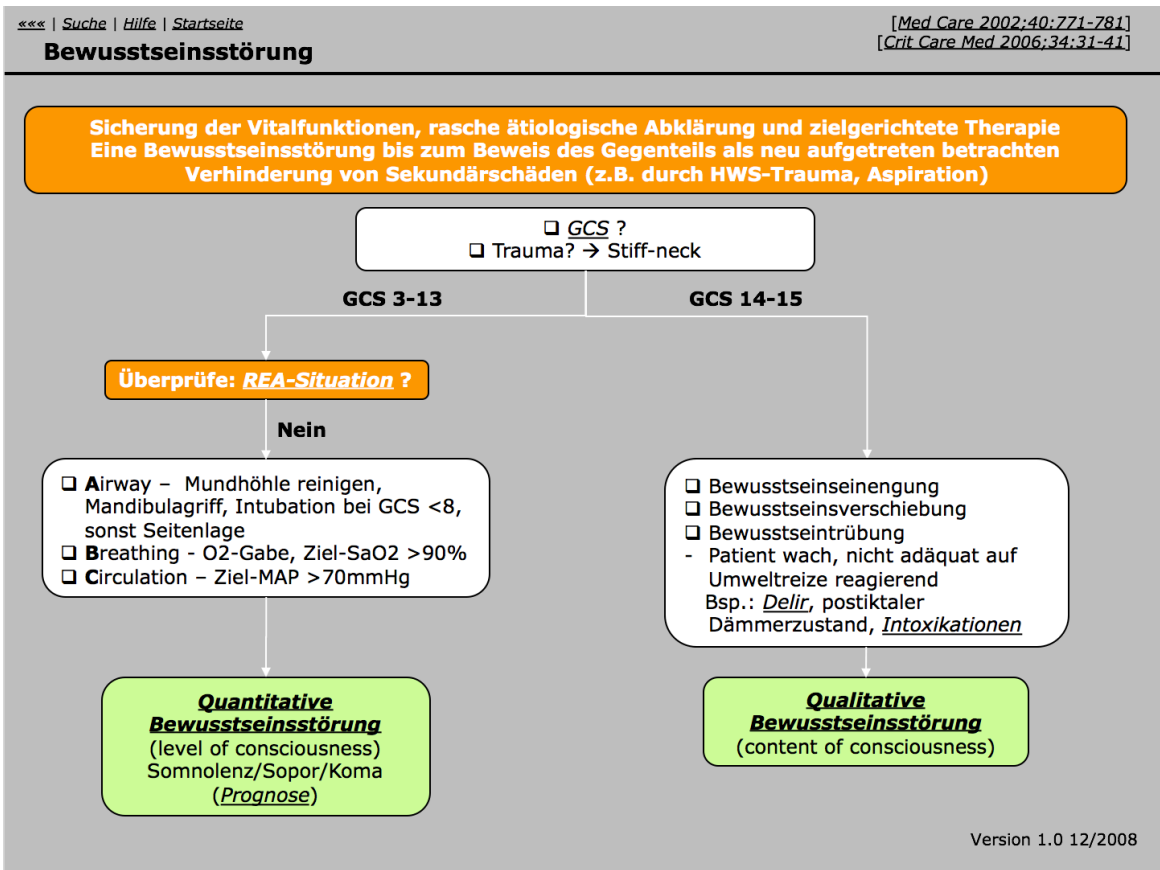 ««« | Suche | Hilfe | Startseite
[Med Care 2002;40:771-781]
Bewusstseinsstörung
[Crit Care Med 2006;34:31-41]
Sicherung der Vitalfunktionen, rasche ätiologische Abklärung und zielgerichtete Therapie
Eine Bewusstseinsstörung bis zum Beweis des Gegenteils als neu aufgetreten betrachten
Verhinderung von Sekundärschäden (z.B. durch HWS-Trauma, Aspiration)
❑ GCS ?
❑ Trauma? → Stiff-neck
GCS 3-13
GCS 14-15
Überprüfe: REA-Situation ?
Nein
❑ Airway – Mundhöhle reinigen,
Mandibulagriff, Intubation bei GCS <8,
sonst Seitenlage
❑ Breathing - O2-Gabe, Ziel-SaO2 >90%
❑ Circulation – Ziel-MAP >70mmHg
❑ Bewusstseinseinengung
❑ Bewusstseinsverschiebung
❑ Bewusstseintrübung
- Patient wach, nicht adäquat auf
Umweltreize reagierend
Bsp.: Delir, postiktaler
Dämmerzustand, Intoxikationen
Quantitative
Bewusstseinsstörung
(level of consciousness)
Somnolenz/Sopor/Koma
(Prognose)
Qualitative
Bewusstseinsstörung
(content of consciousness)
Version 1.0 12/2008